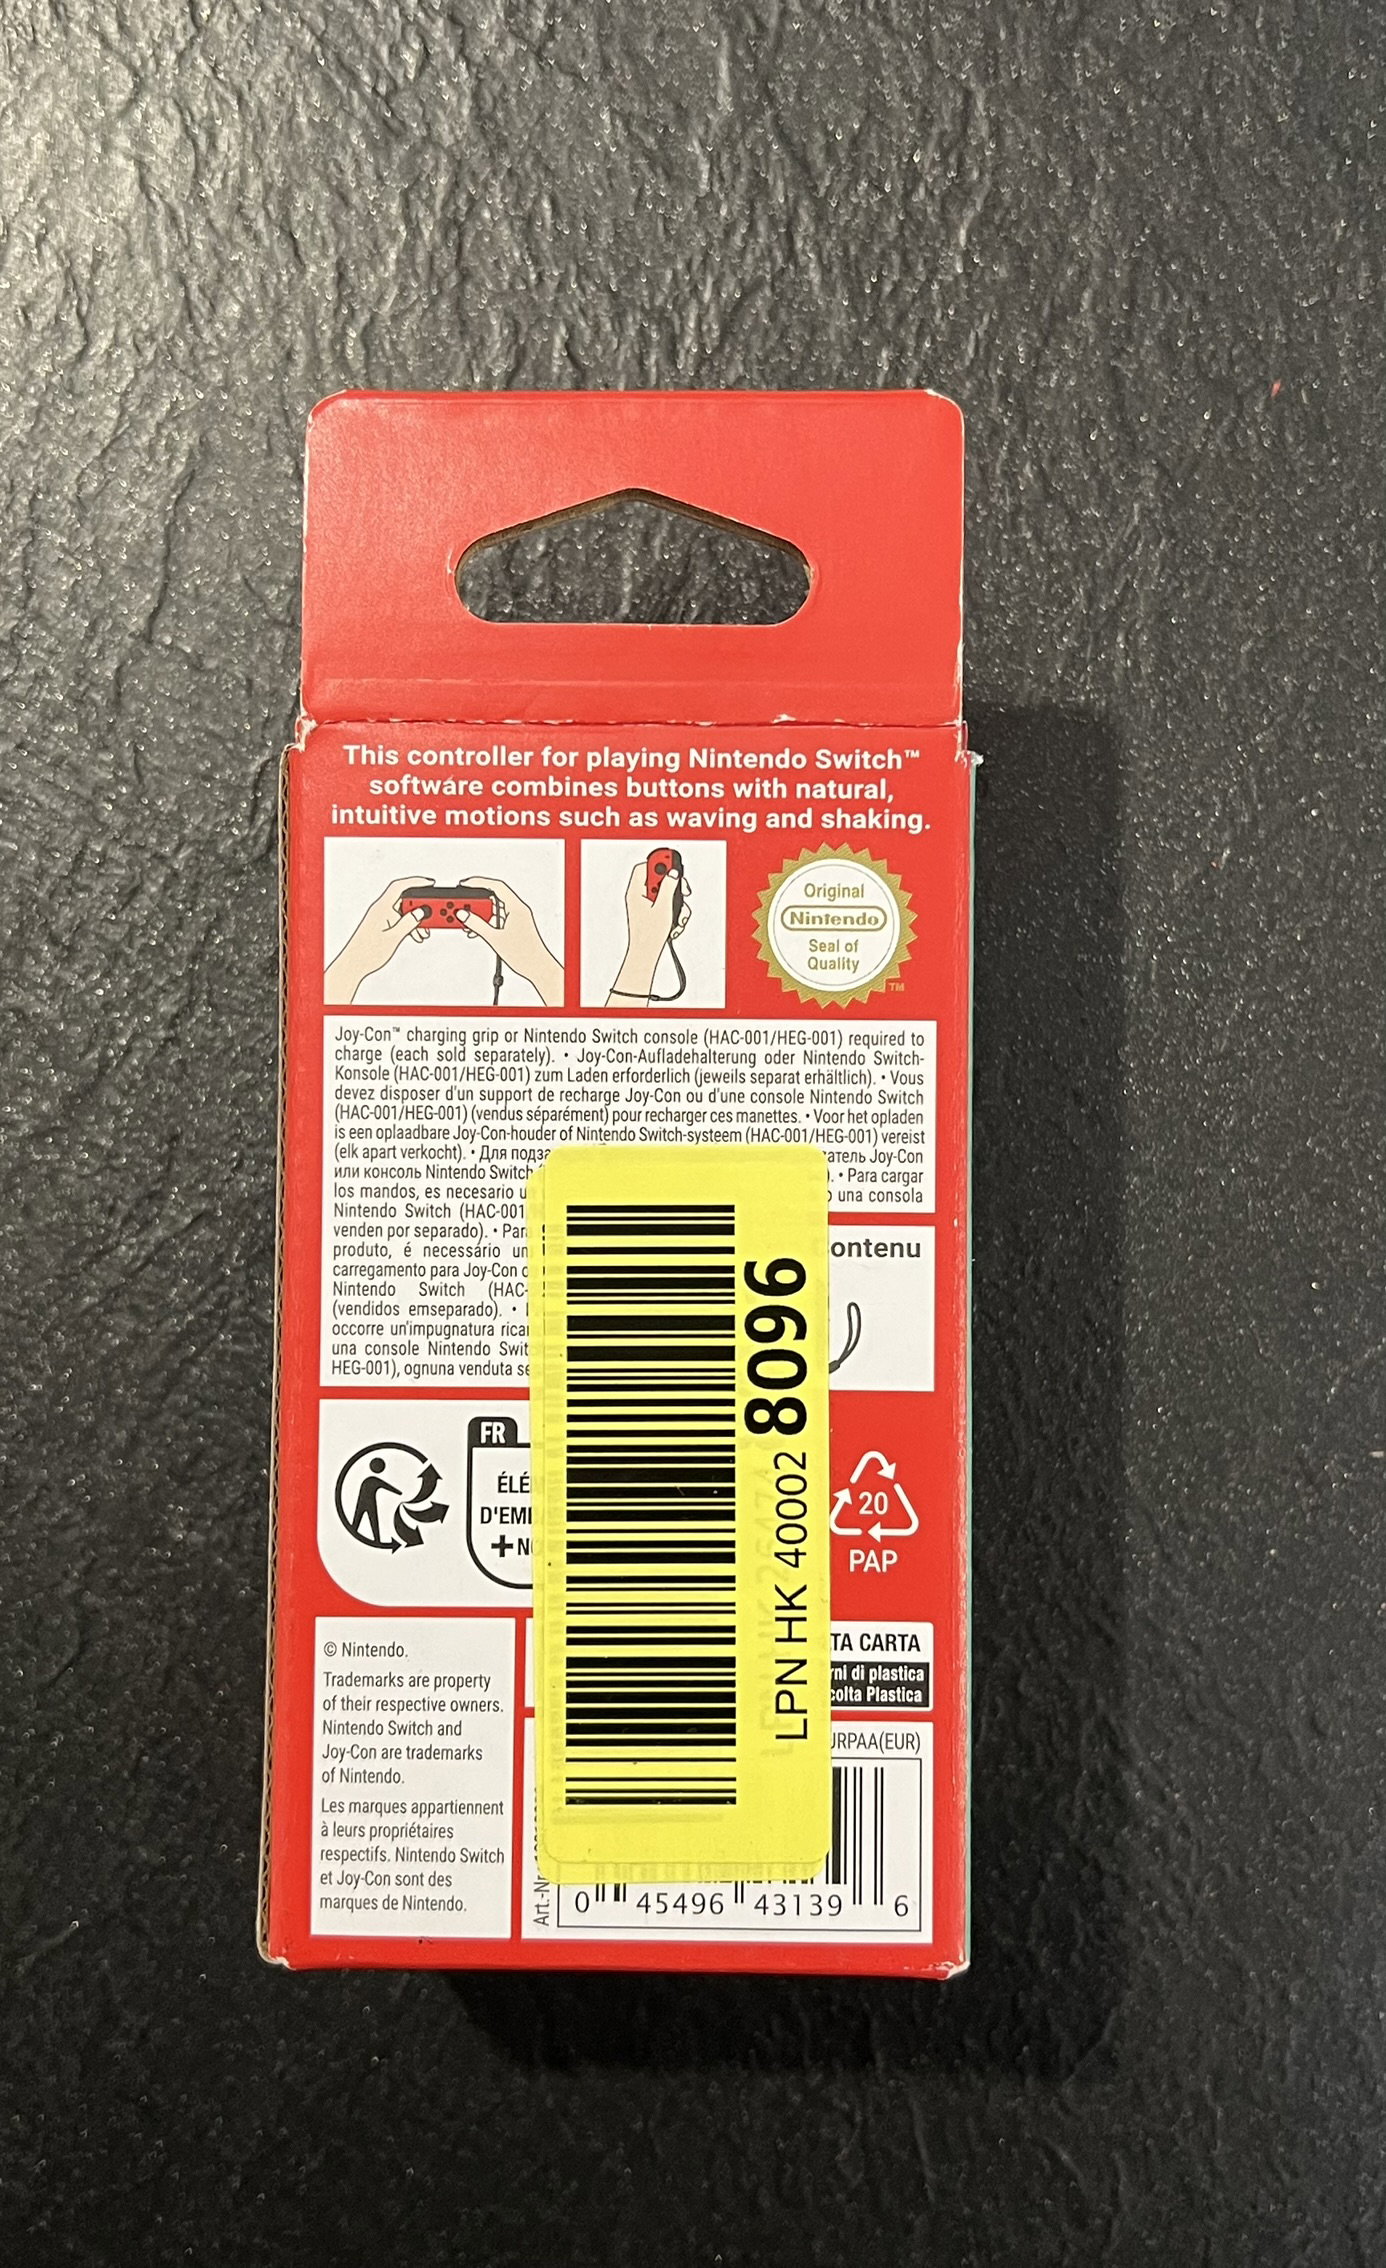 This controller for playing Nintendo Switch™
software combines buttons with natural,
intuitive motions such as waving and shaking.
Original
Nintendo
Seal of
Quality
TM
Joy-Con™ charging grip or Nintendo Switch console (HAC-001/HEG-001) required to
charge (each sold separately). • Joy-Con-Aufladehalterung oder Nintendo Switch-
Konsole (HAC-001/HEG-001) zum Laden erforderlich (jeweils separat erhältlich). • Vous
devez disposer d'un support de recharge Joy-Con ou d'une console Nintendo Switch
(HAC-001/HEG-001) (vendus séparément) pour recharger ces manettes. • Voor het opladen
is een oplaadbare Joy-Con-houder of Nintendo Switch-systeem (HAC-001/HEG-001) vereist
(elk apart verkocht). • Для Joy-Con
или консоль Nintendo Switch • Para cargar
los mandos, es necesario una consola
Nintendo Switch (HAC-001
venden por separado). •
produto, é necessário
carregamento para Joy-Con
Nintendo Switch (HAC-
(vendidos emseparado). •
occorre un'impugnatura
una console Nintendo
HEG-001), ognuna venduta
FR
+
20
PAP
© Nintendo.
Trademarks are property
of their respective owners.
Nintendo Switch and
Joy-Con are trademarks
of Nintendo.
Les marques appartiennent
à leurs propriétaires
respectifs. Nintendo Switch
et Joy-Con sont des
marques de Nintendo.
LPN HK 40002 8096
CARTA
di plastica
Plastica
(EUR)
0 45496 43139 6